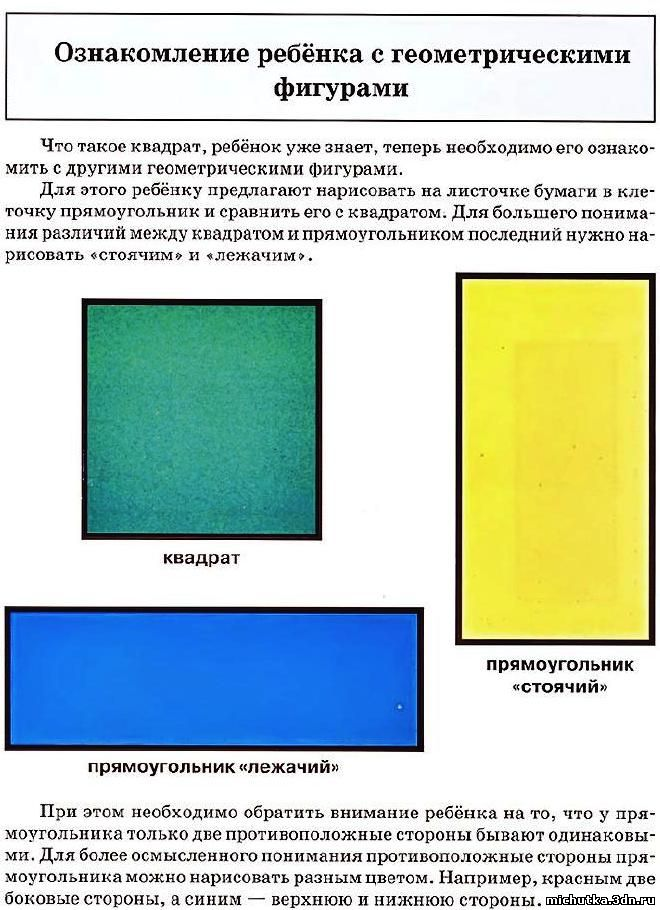 Ознакомление ребёнка с геометрическими
фигурами
Что такое квадрат, ребёнок уже знает, теперь необходимо его ознако-
мить с другими геометрическими фигурами.
Для этого ребёнку предлагают нарисовать на листочке бумаги в кле-
точку прямоугольник и сравнить его с квадратом. Для большего понима-
ния различий между квадратом и прямоугольником последний нужно на-
рисовать «стоячим» и «лежачим».
квадрат
прямоугольник
«стоячий»
прямоугольник «лежачий»
При этом необходимо обратить внимание ребёнка на то, что у пря-
моугольника только две противоположные стороны бывают одинаковы-
ми. Для более осмысленного понимания противоположные стороны пря-
моугольника можно нарисовать разным цветом. Например, красным две
боковые стороны, а синим — верхнюю и нижнюю стороны.
michutka.3dn.ru